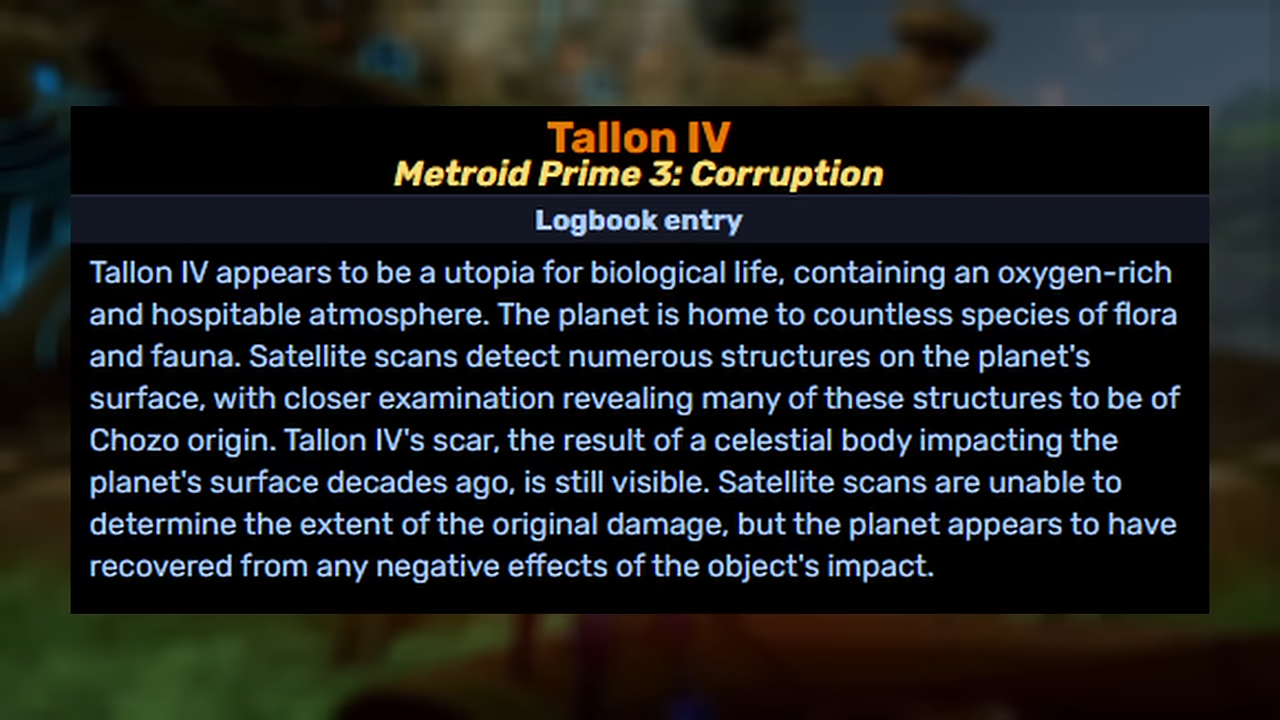 Tallon IV
Metroid Prime 3: Corruption
Logbook entry
Tallon IV appears to be a utopia for biological life, containing an oxygen-rich
and hospitable atmosphere. The planet is home to countless species of flora
and fauna. Satellite scans detect numerous structures on the planet's
surface, with closer examination revealing many of these structures to be of
Chozo origin. Tallon IV's scar, the result of a celestial body impacting the
planet's surface decades ago, is still visible. Satellite scans are unable to
determine the extent of the original damage, but the planet appears to have
recovered from any negative effects of the object's impact.